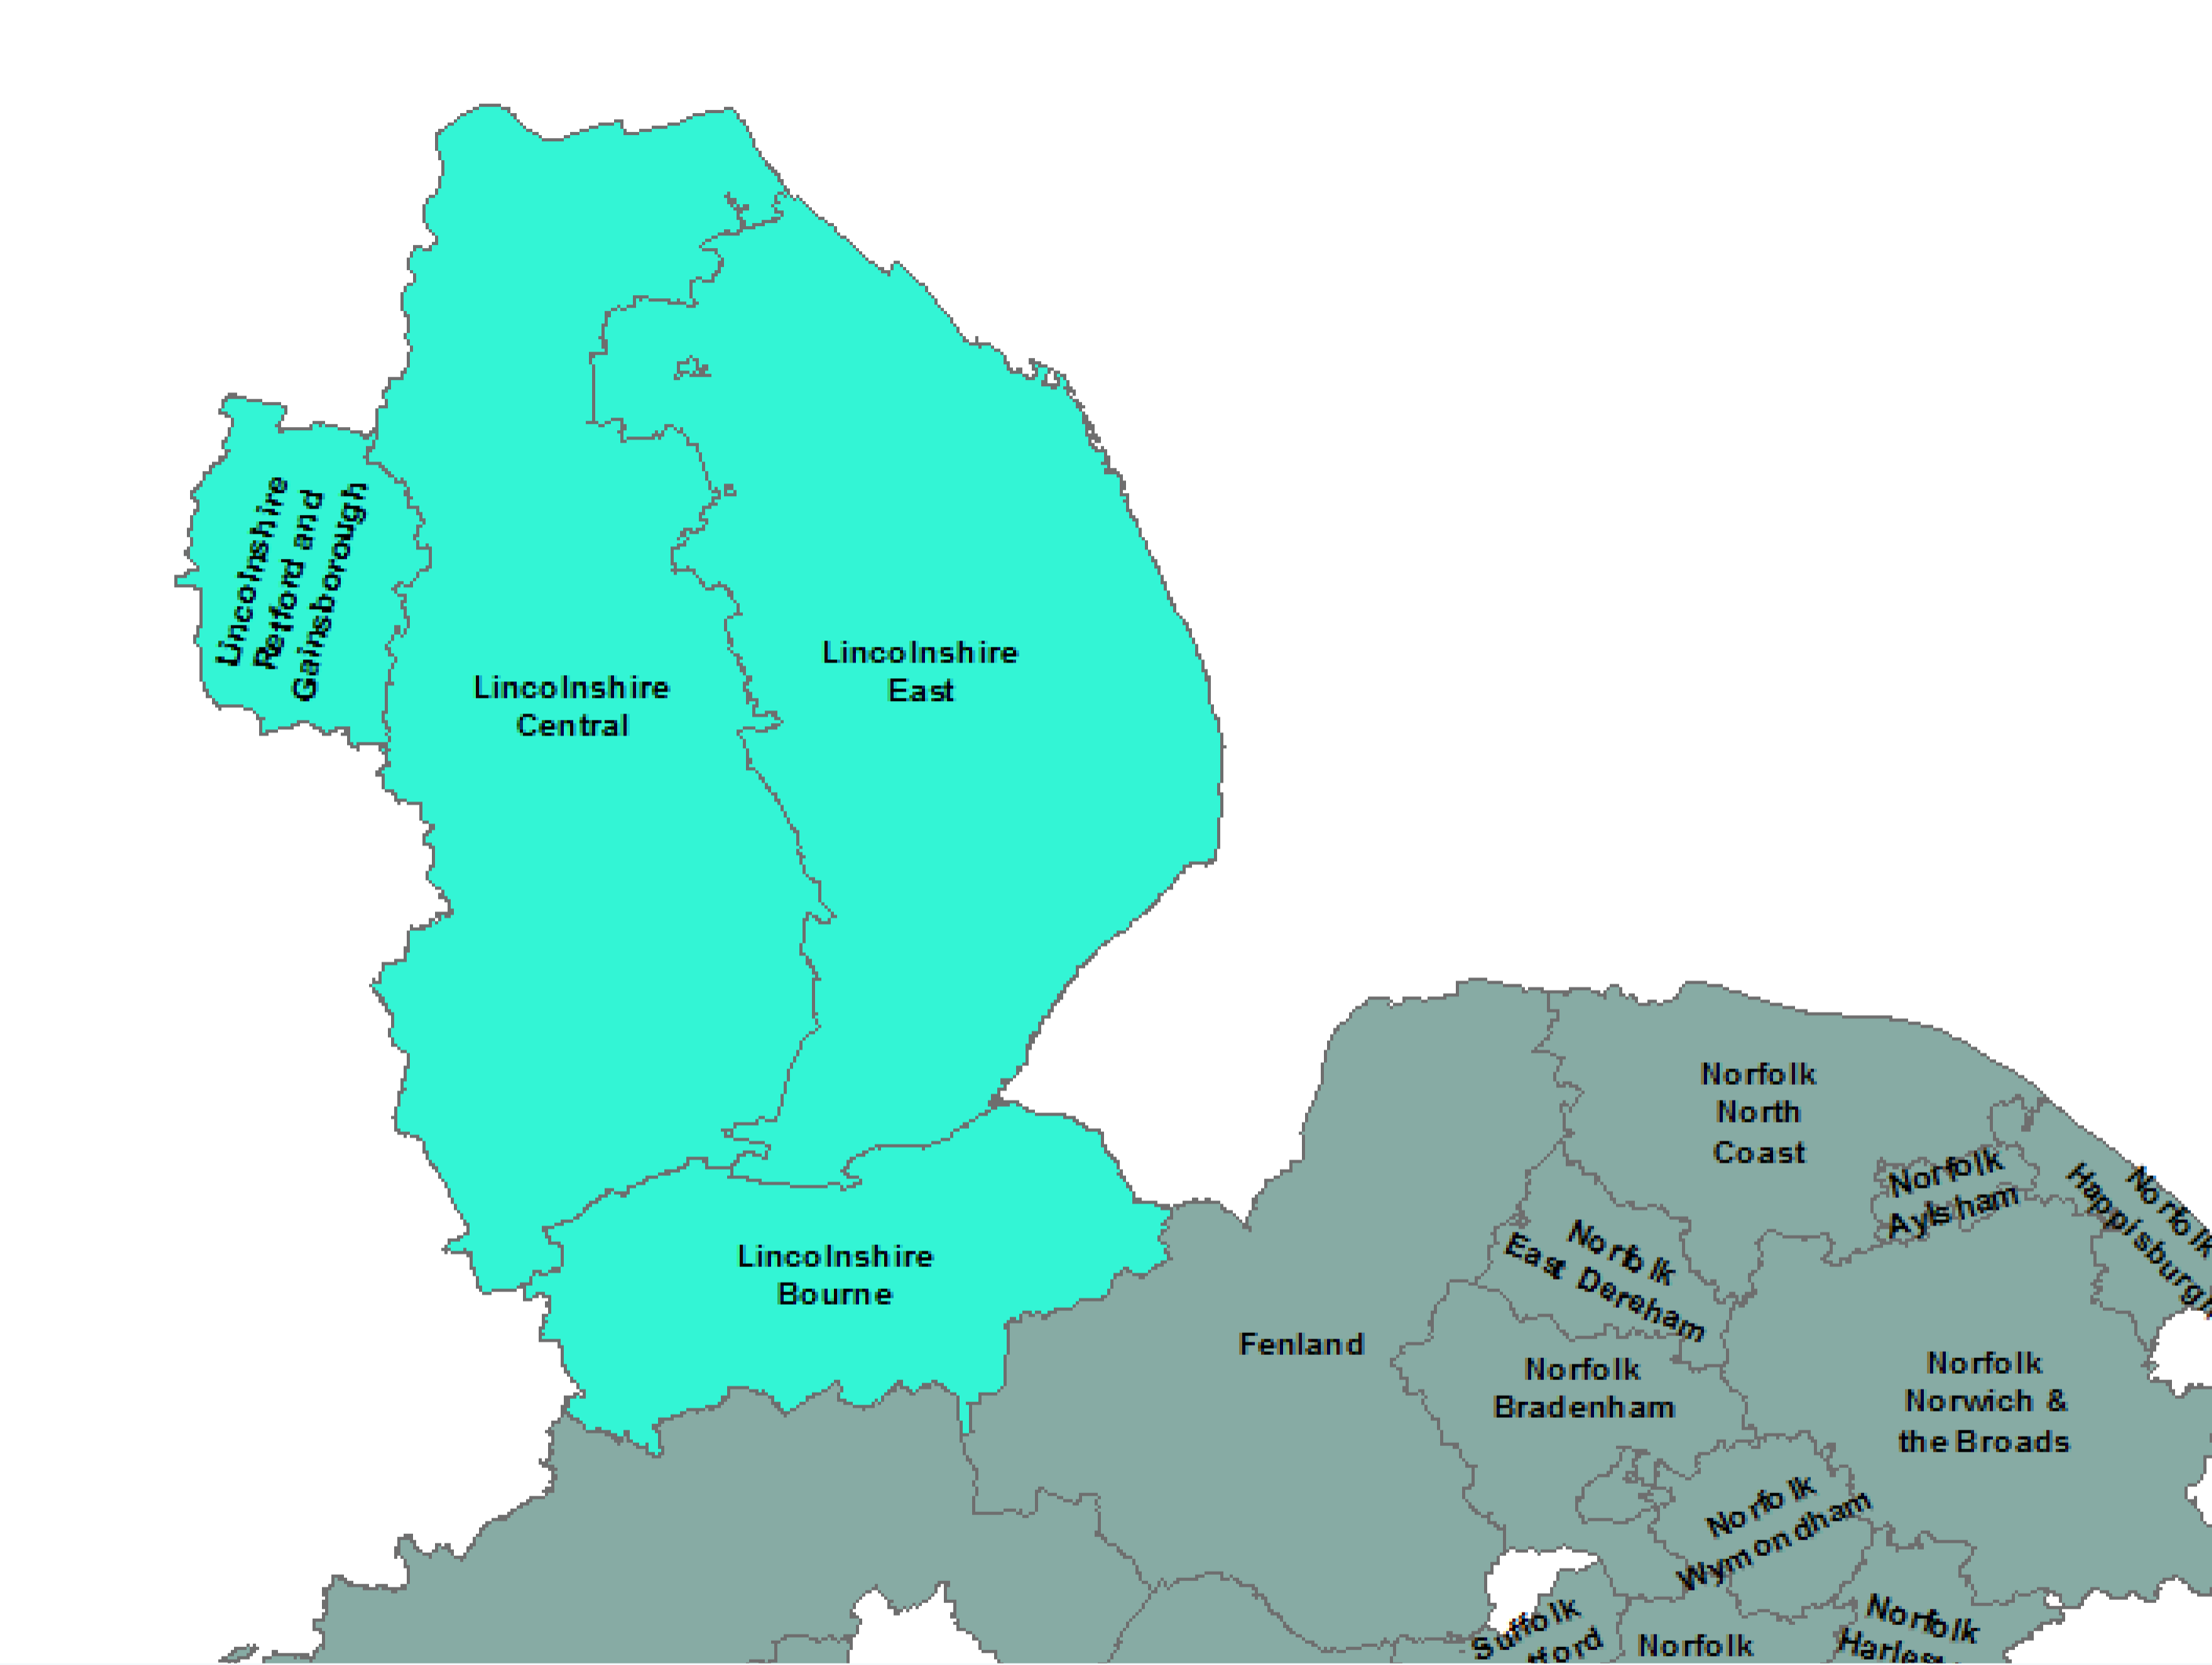 Lincolnshire
Retford and
Gainsborough
Lincolnshire
Central
Lincolnshire
East
Lincolnshire
Bourne
Norfolk
North
Coast
Norfolk
Aylsham
Norfolk
Happisburgh
Norfolk
East Dereham
Fenland
Norfolk
Bradenham
Norfolk
Norwich &
the Broads
Norfolk
Wymondham
Suffolk
Norfolk
Norfolk